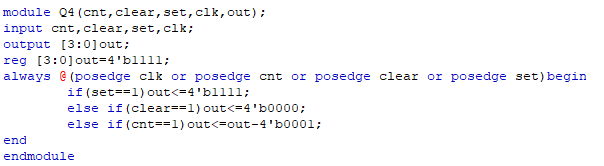 module Q4(cnt,clear,set,clk,out);
input cnt,clear,set,clk;
output [3:0]out;
reg [3:0]out=4'b1111;
always @(posedge clk or posedge cnt or posedge clear or posedge set)begin
        if(set==1)out<=4'b1111;
        else if(clear==1)out<=4'b0000;
        else if(cnt==1)out<=out-4'b0001;
end
endmodule